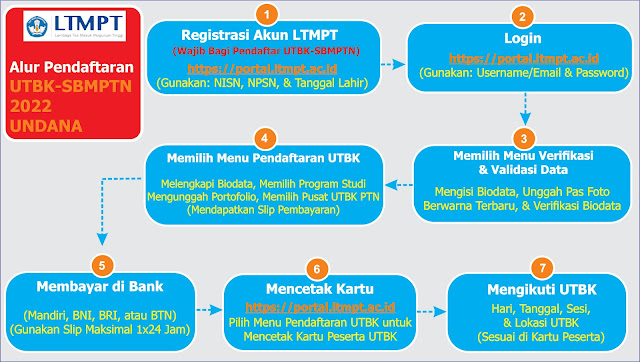 LTMPT
Lembaga Tes Masuk Perguruan Tinggi
Alur Pendaftaran
UTBK-SBMPTN
2022
UNDANA
1
Registrasi Akun LTMPT
(Wajib Bagi Pendaftar UTBK-SBMPTN)
https://portal.ltmpt.ac.id
(Gunakan: NISN, NPSN, & Tanggal Lahir)
2
Login
https://portal.ltmpt.ac.id
(Gunakan: Username/Email & Password)
3
Memilih Menu Verifikasi
& Validasi Data
Mengisi Biodata, Unggah Pas Foto
Berwarna Terbaru, & Verifikasi Biodata
4
Memilih Menu Pendaftaran UTBK
Melengkapi Biodata, Memilih Program Studi
Mengunggah Portofolio, Memilih Pusat UTBK PTN
(Mendapatkan Slip Pembayaran)
5
Membayar di Bank
(Mandiri, BNI, BRI, atau BTN)
(Gunakan Slip Maksimal 1x24 Jam)
6
Mencetak Kartu
https://portal.ltmpt.ac.id
Pilih Menu Pendaftaran UTBK untuk
Mencetak Kartu Peserta UTBK
7
Mengikuti UTBK
Hari, Tanggal, Sesi,
& Lokasi UTBK
(Sesuai di Kartu Peserta)